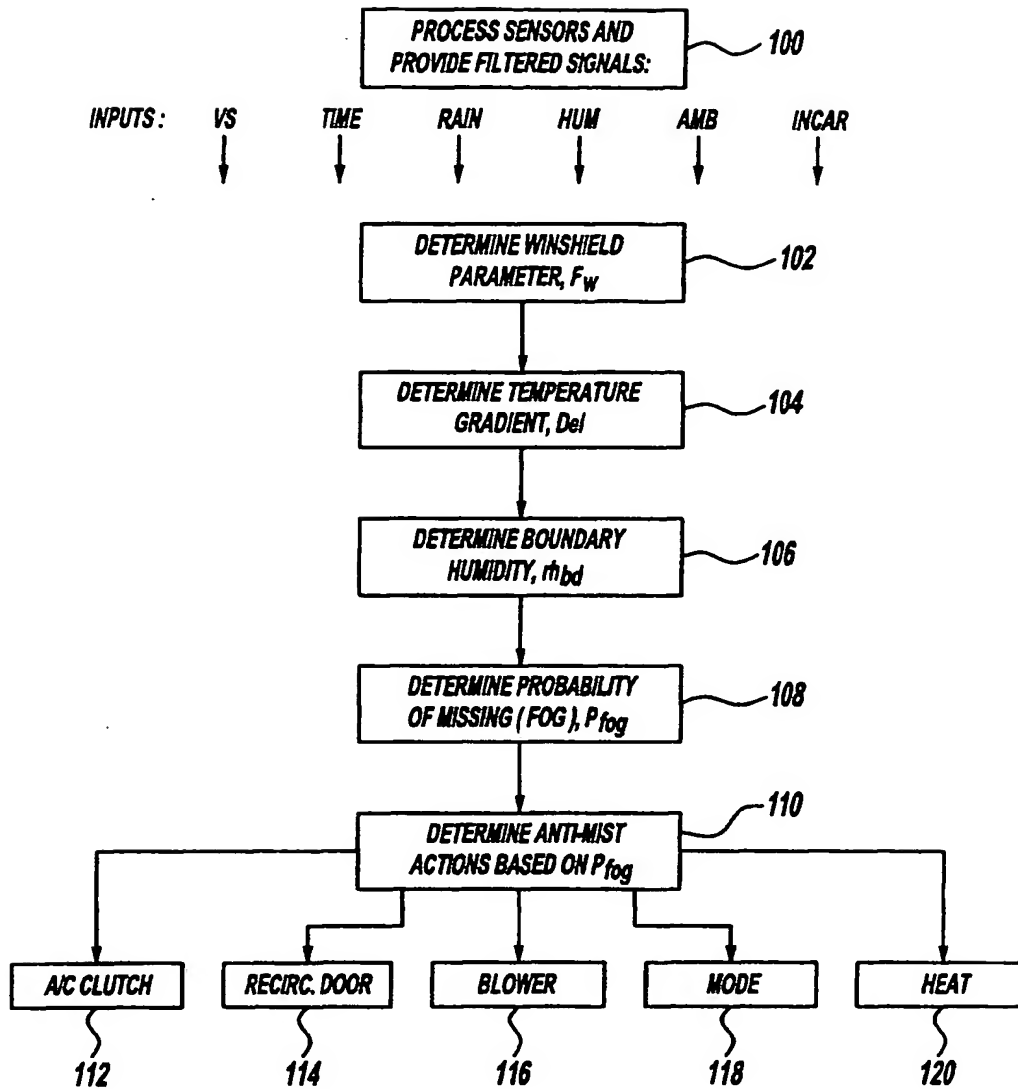 PROCESS SENSORS AND
PROVIDE FILTERED SIGNALS:
100
INPUTS : VS TIME RAIN HUM AMB INCAR
DETERMINE WINSHIELD
PARAMETER, Fw
102
DETERMINE TEMPERATURE
GRADIENT, Del
104
DETERMINE BOUNDARY
HUMIDITY, rhbd
106
DETERMINE PROBABILITY
OF MISSING ( FOG ), Pfog
108
DETERMINE ANTI-MIST
ACTIONS BASED ON Pfog
110
A/C CLUTCH RECIRC. DOOR BLOWER MODE HEAT
112 114 116 118 120